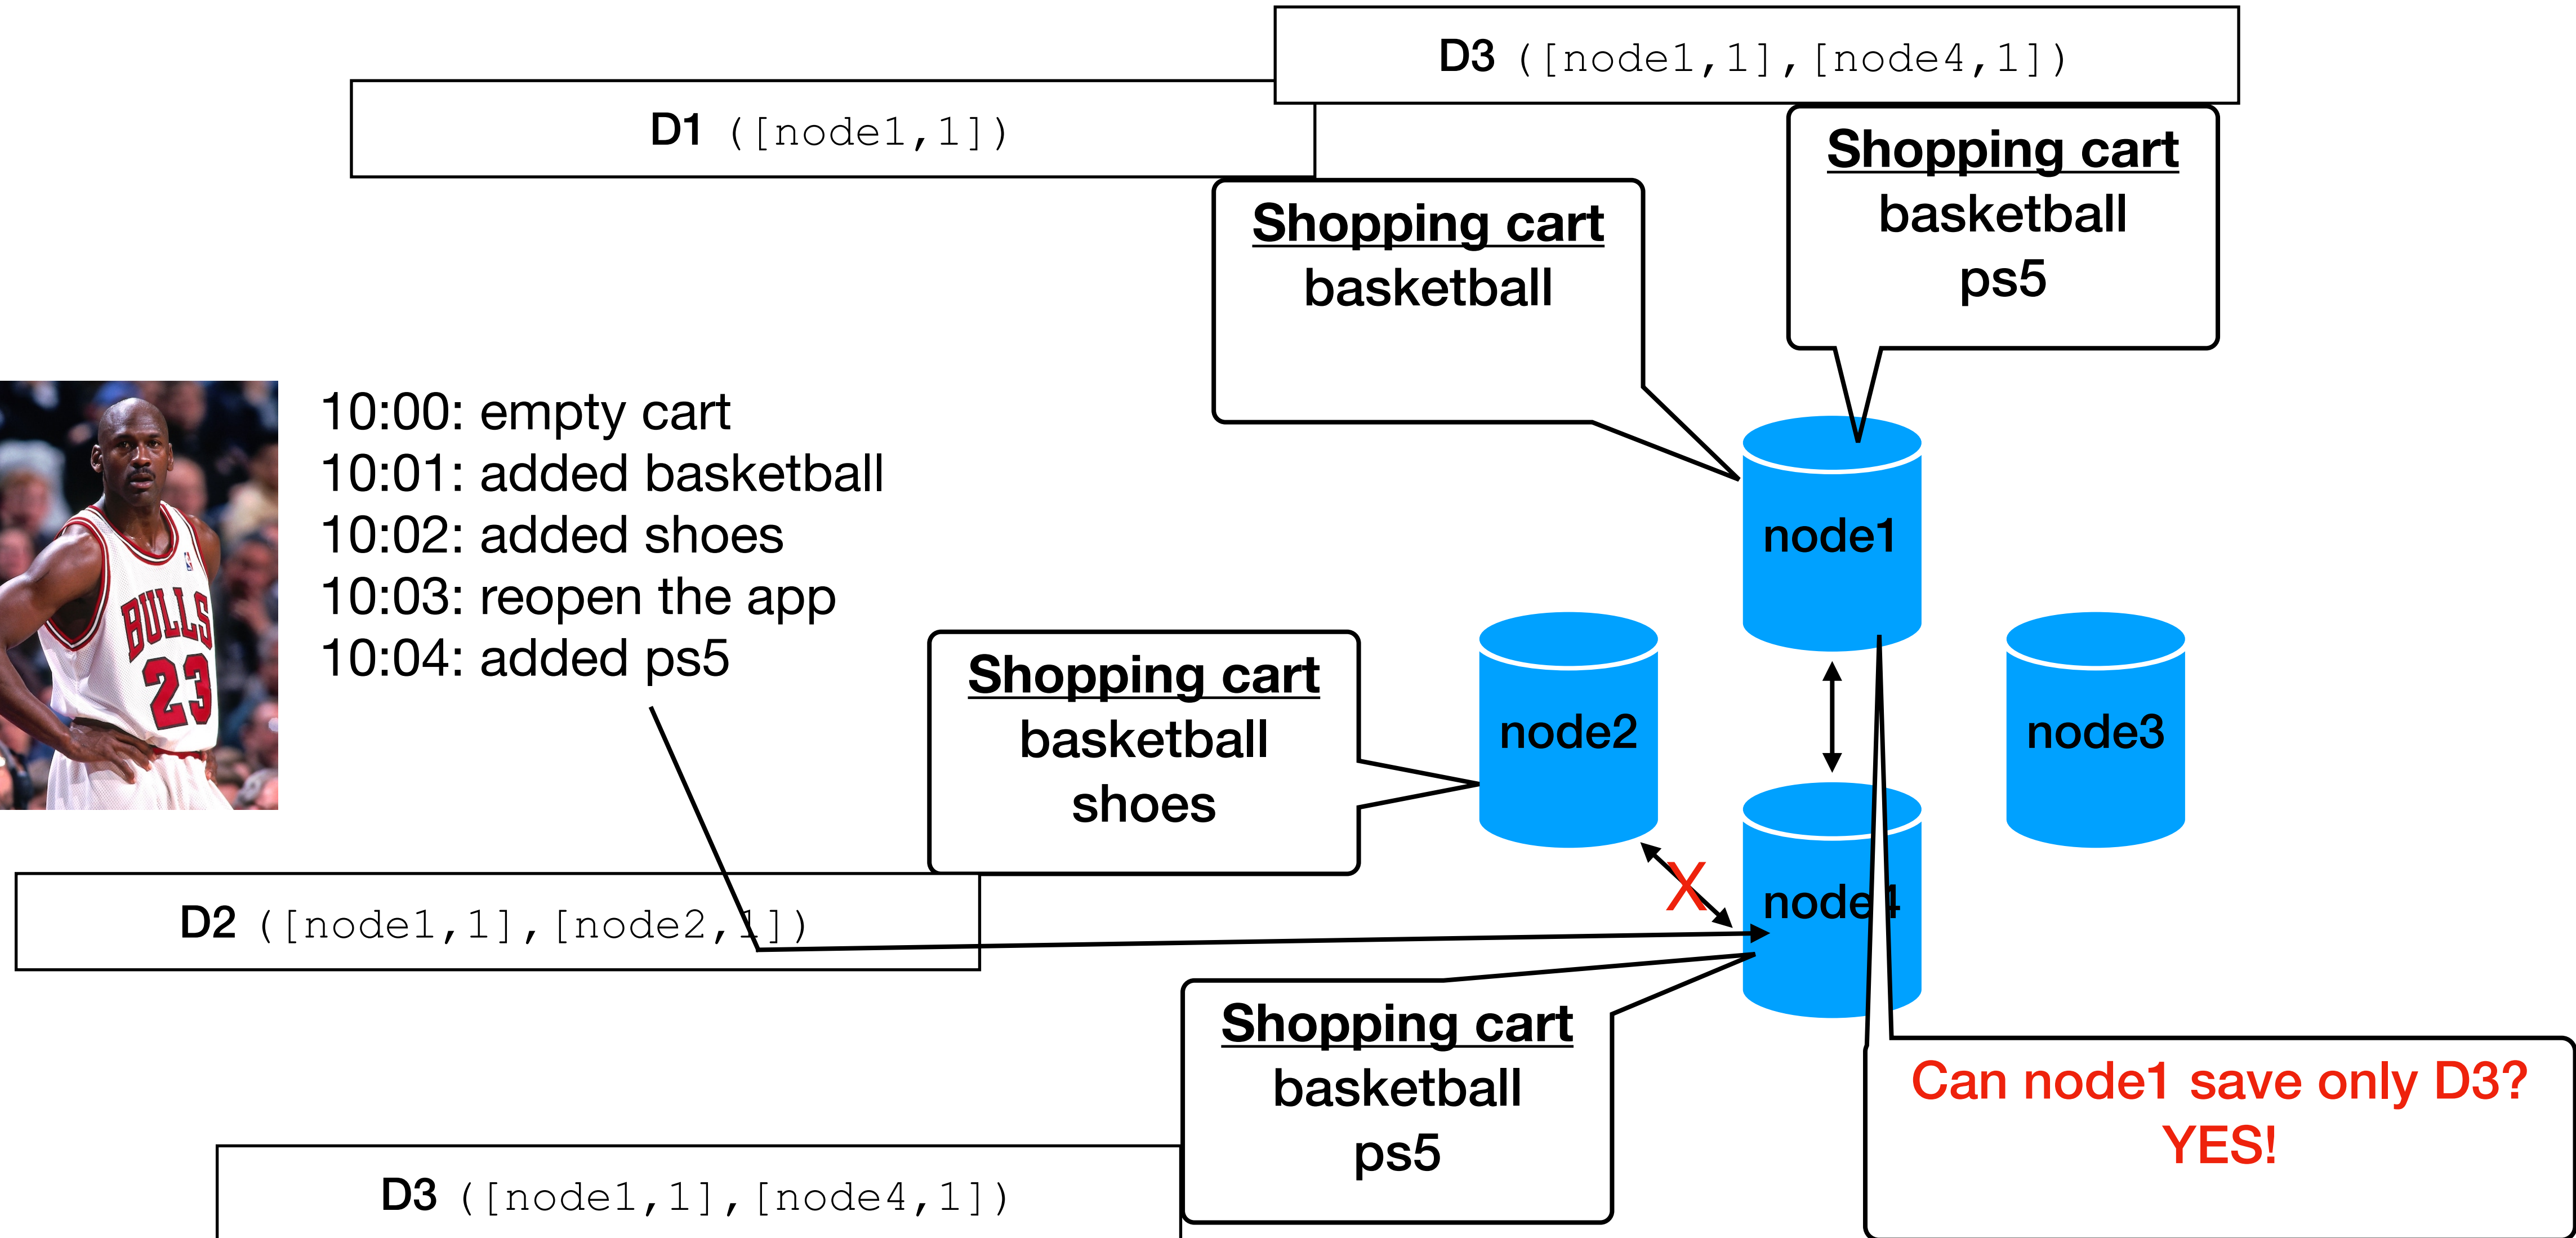 D3 ([node1,1],[node4,1])
D1 ([node1,1])
Shopping cart
basketball
ps5
Shopping cart
basketball
10:00: empty cart
10:01: added basketball
10:02: added shoes
10:03: reopen the app
10:04: added ps5
BULLS
23
node1
Shopping cart
basketball
shoes
node2
node3
X
node4
D2 ([node1,1],[node2,1])
Shopping cart
basketball
ps5
Can node1 save only D3?
YES!
D3 ([node1,1],[node4,1])